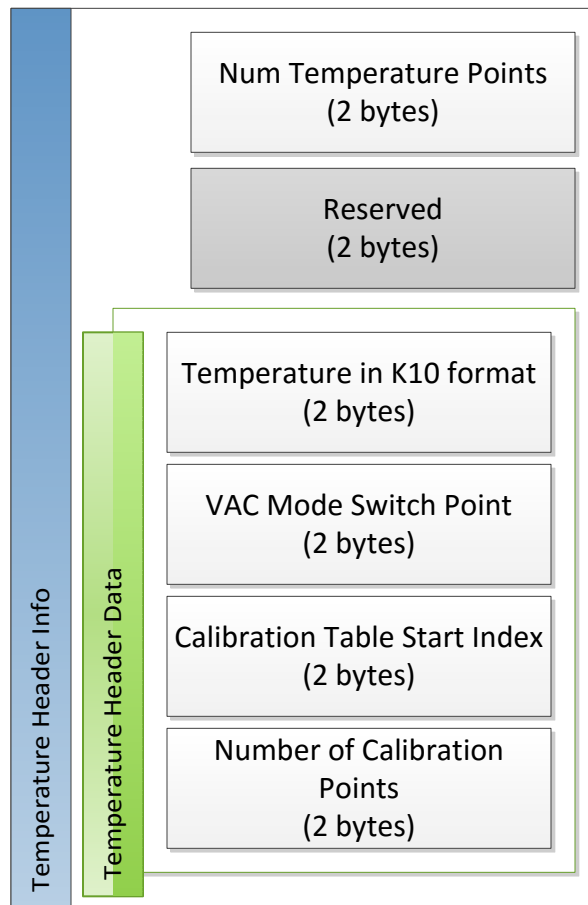 Num Temperature Points
(2 bytes)
Reserved
(2 bytes)
Temperature in K10 format
(2 bytes)
VAC Mode Switch Point
(2 bytes)
Calibration Table Start Index
(2 bytes)
Number of Calibration
Points
(2 bytes)
Temperature Header Info
Temperature Header Data